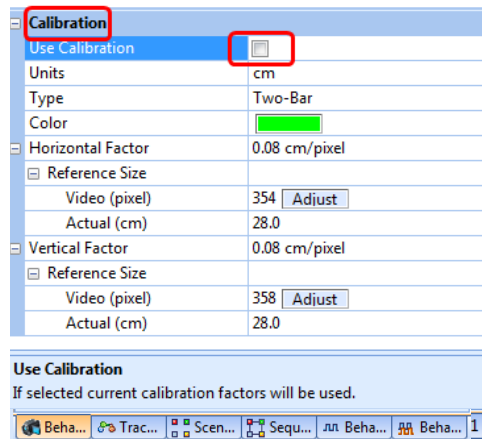 Calibration
Use Calibration
Units cm
Type Two-Bar
Color
Horizontal Factor 0.08 cm/pixel
Reference Size
Video (pixel) 354 Adjust
Actual (cm) 28.0
Vertical Factor 0.08 cm/pixel
Reference Size
Video (pixel) 358 Adjust
Actual (cm) 28.0
Use Calibration
If selected current calibration factors will be used.
Beha... Trac... Scen... Sequ... Beha... Beha... 1